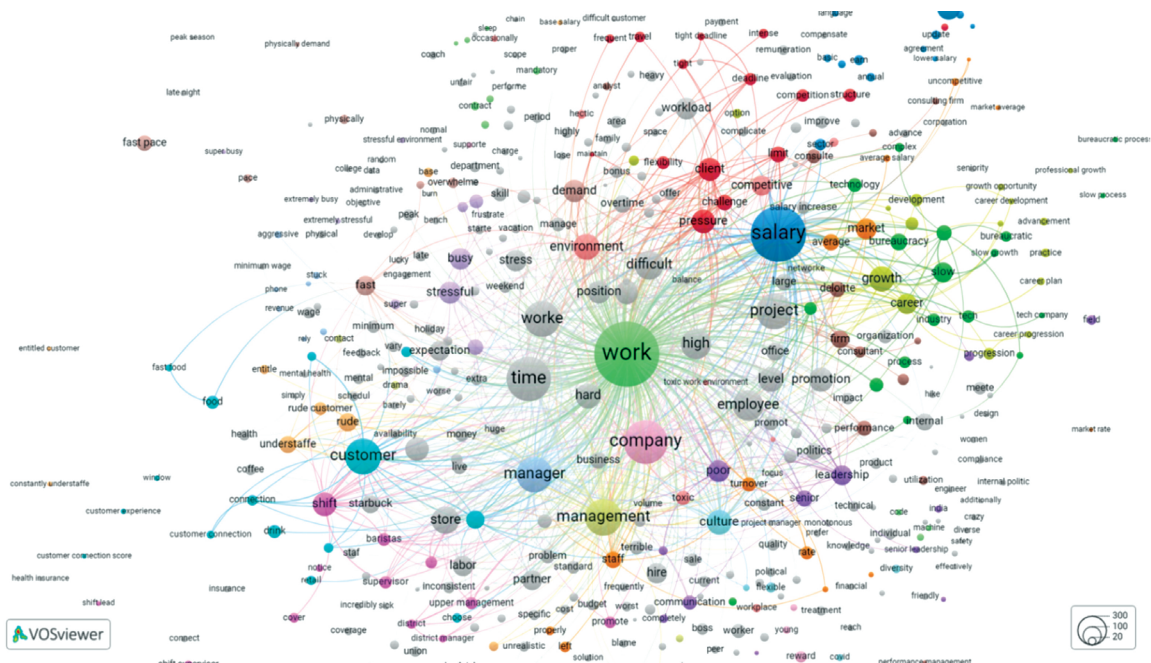 chain
base salary
difficult customer
payment
language
peak season
physically demand
sleep
occasionally
frequent travel
tight deadline
intense
compensate
update
coach
scope
proper
remuneration
agreement
lower salary
basic
earn
late night
unfair
performe
mandatory
heavy
tight
deadline
evaluation
annual
uncompetitive
analyst
competition
structure
consulting firm
market average
contract
workload
option
physically
period
hectic
area
improve
corporation
fast pace
stressful environment
normal
highly
family
space
complicate
advance
bureaucratic process
supporte
charge
lose
maintain
sector
complex
super busy
random
college
data
department
bonus
flexibility
client
limit
consulte
average salary
seniority
professional growth
pace
base
overwhelme
burn
administrative
objective
skill
demand
offer
competitive
technology
growth opportunity
slow process
extremely busy
overtime
challenge
salary increase
development
career development
extremely stressful
peak
bench
frustrate
starte
vacation
manage
pressure
salary
market
advancement
aggressive
physical
develop
environment
average
bureaucracy
bureaucratic
minimum wage
lucky
late
busy
stress
difficult
slow growth
practice
stuck
engagement
balance
networke
large
slow
phone
fast
stressful
weekend
position
deloitte
growth
career plan
revenue
wage
super
worke
project
career
industry
tech
tech company
field
minimum
holiday
rely
contact
high
firm
organization
career progression
entitled customer
feedback
vary
expectation
work
office
consultant
progression
fast food
entitle
mental health
mental
impossible
extra
time
toxic work environment
level
promotion
process
meete
food
simply
schedul
drama
worse
hard
hike
rude customer
barely
employee
impact
design
rude
promot
performance
internal
market rate
health
understaffe
availability
money
huge
company
women
customer
politics
coffee
live
business
manager
poor
focus
product
compliance
constantly understaffe
window
turnover
leadership
utilization
engineer
internal politic
connection
shift
starbuck
volume
toxic
constant
senior
technical
additionally
customer experience
store
management
culture
project manager
monotonous
code
india
crazy
customer connection
drink
prefer
individual
machine
diverse
baristas
terrible
quality
rate
knowledge
safety
customer connection score
staf
problem
staff
sale
senior leadership
notice
labor
standard
hire
political
diversity
effectively
health insurance
retail
supervisor
partner
current
flexible
financial
insurance
inconsistent
frequently
shift lead
incredibly sick
upper management
budget
worst
communication
workplace
treatment
friendly
cover
choose
specific
cost
promote
completely
coverage
district
properly
boss
worker
young
reach
connect
district manager
union
unrealistic
left
blame
peer
solution
reward
covid
shift supervisor
performance management
VOSviewer
300
100
20